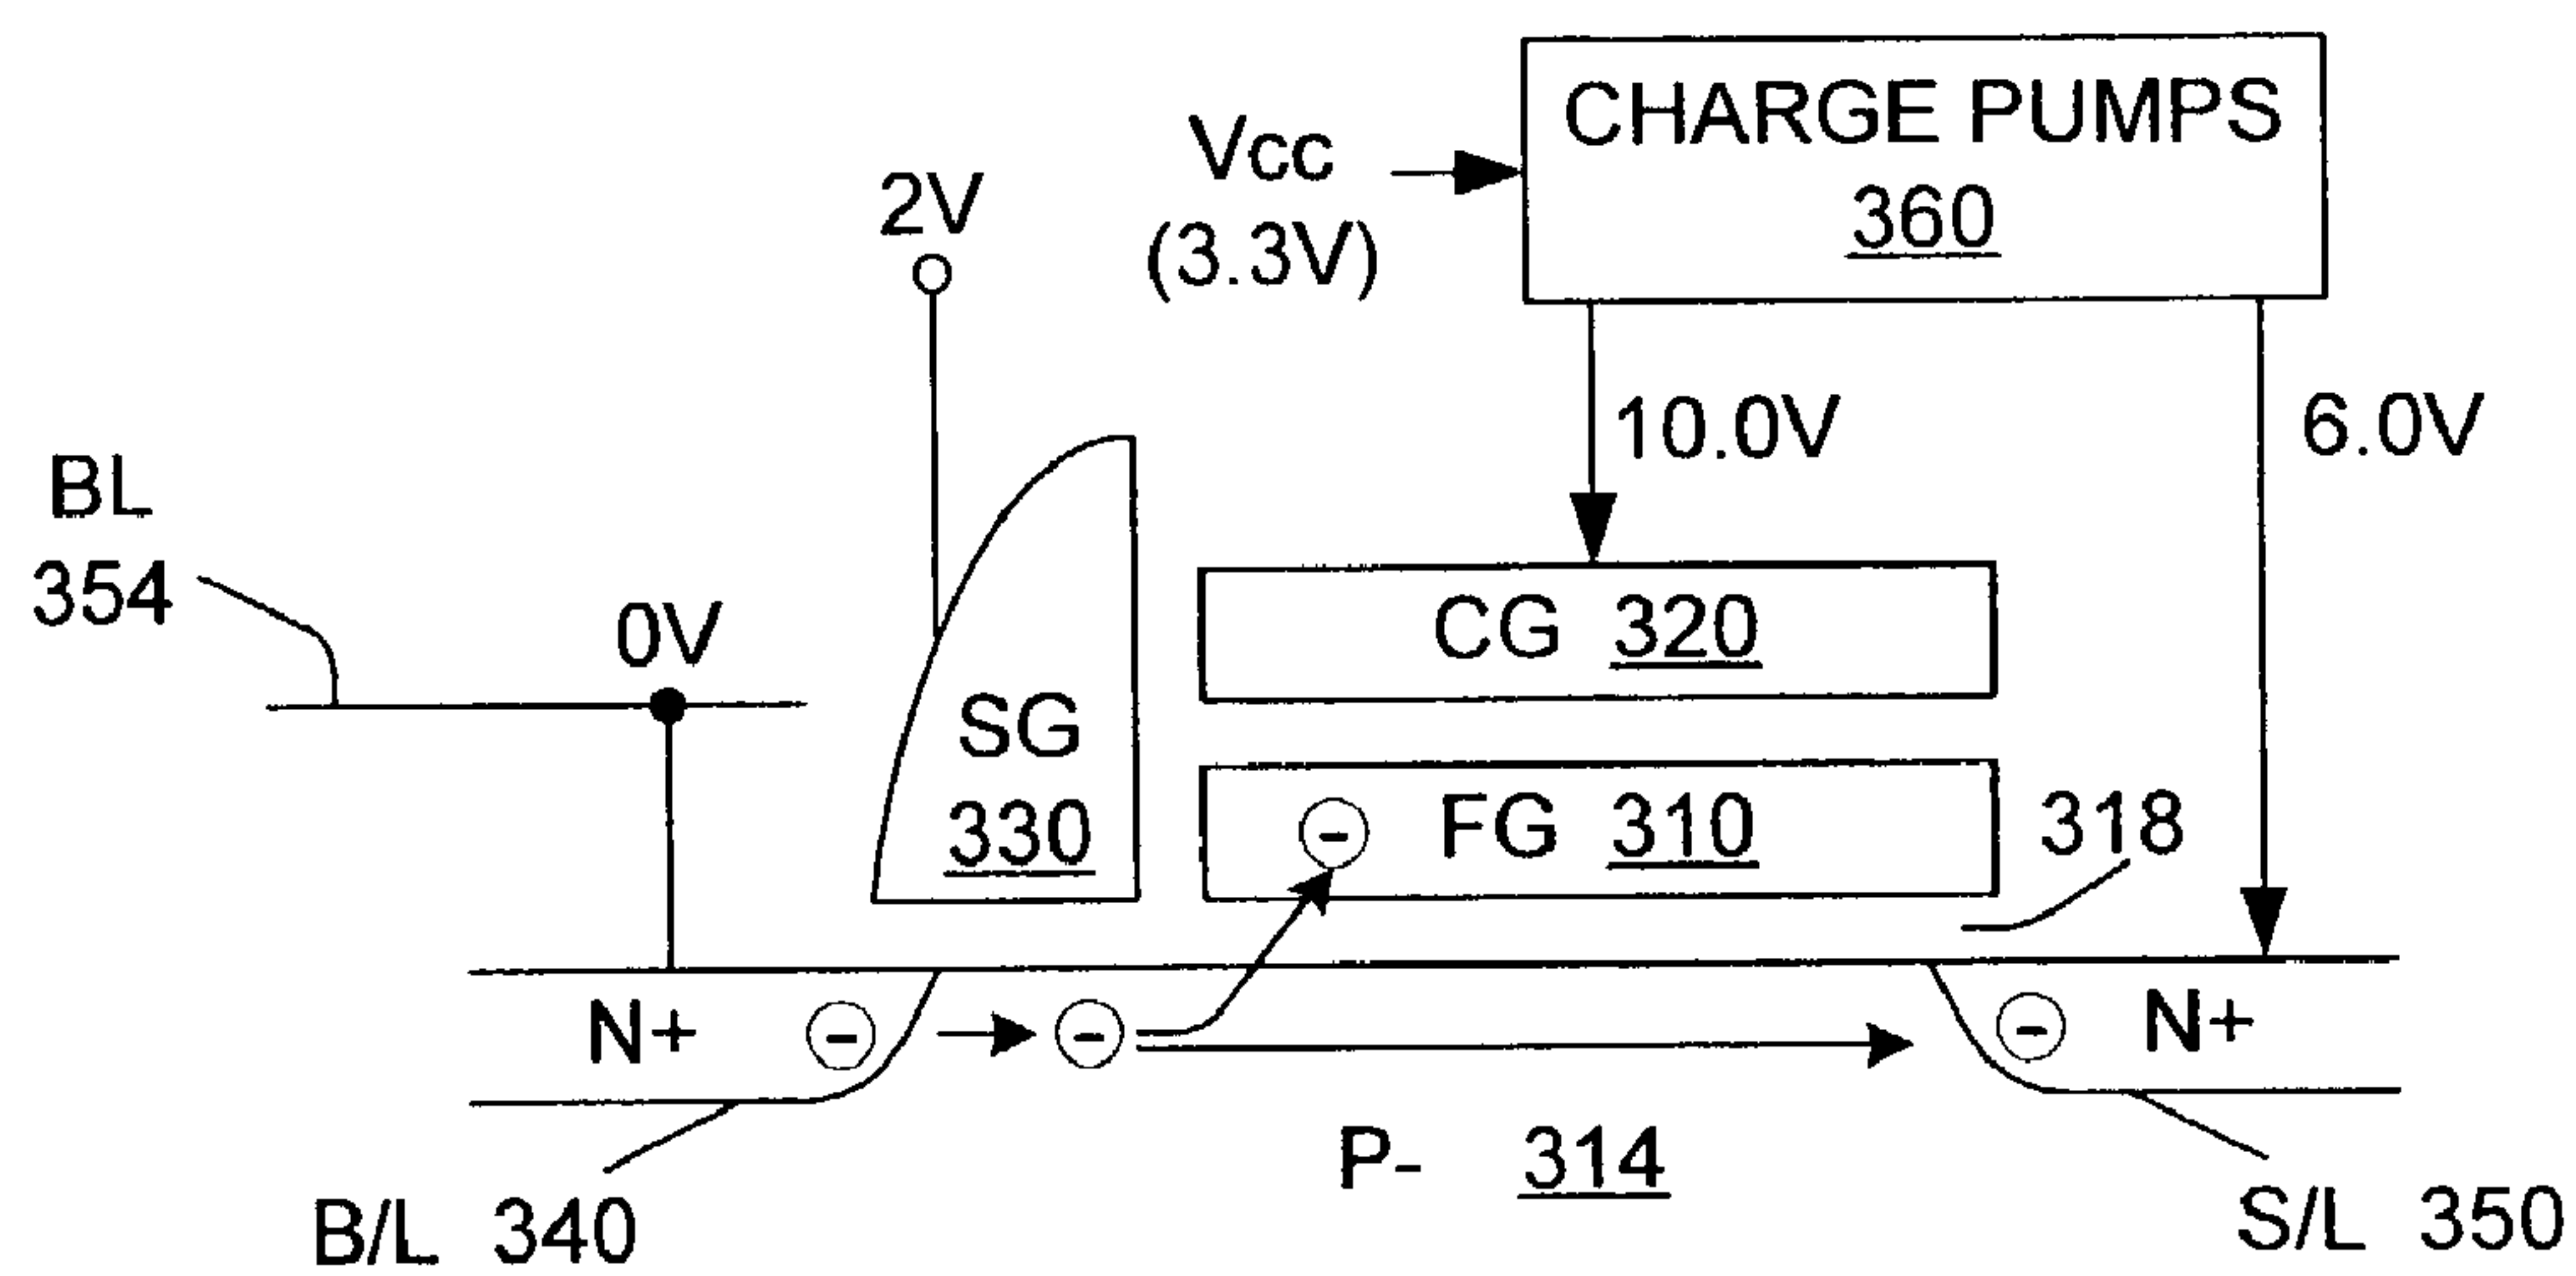 CHARGE PUMPS
360
Vcc
(3.3V)
2V
10.0V
6.0V
BL
354
0V
CG 320
SG
330
- FG 310
318
N+ -
-
- N+
P- 314
B/L 340
S/L 350